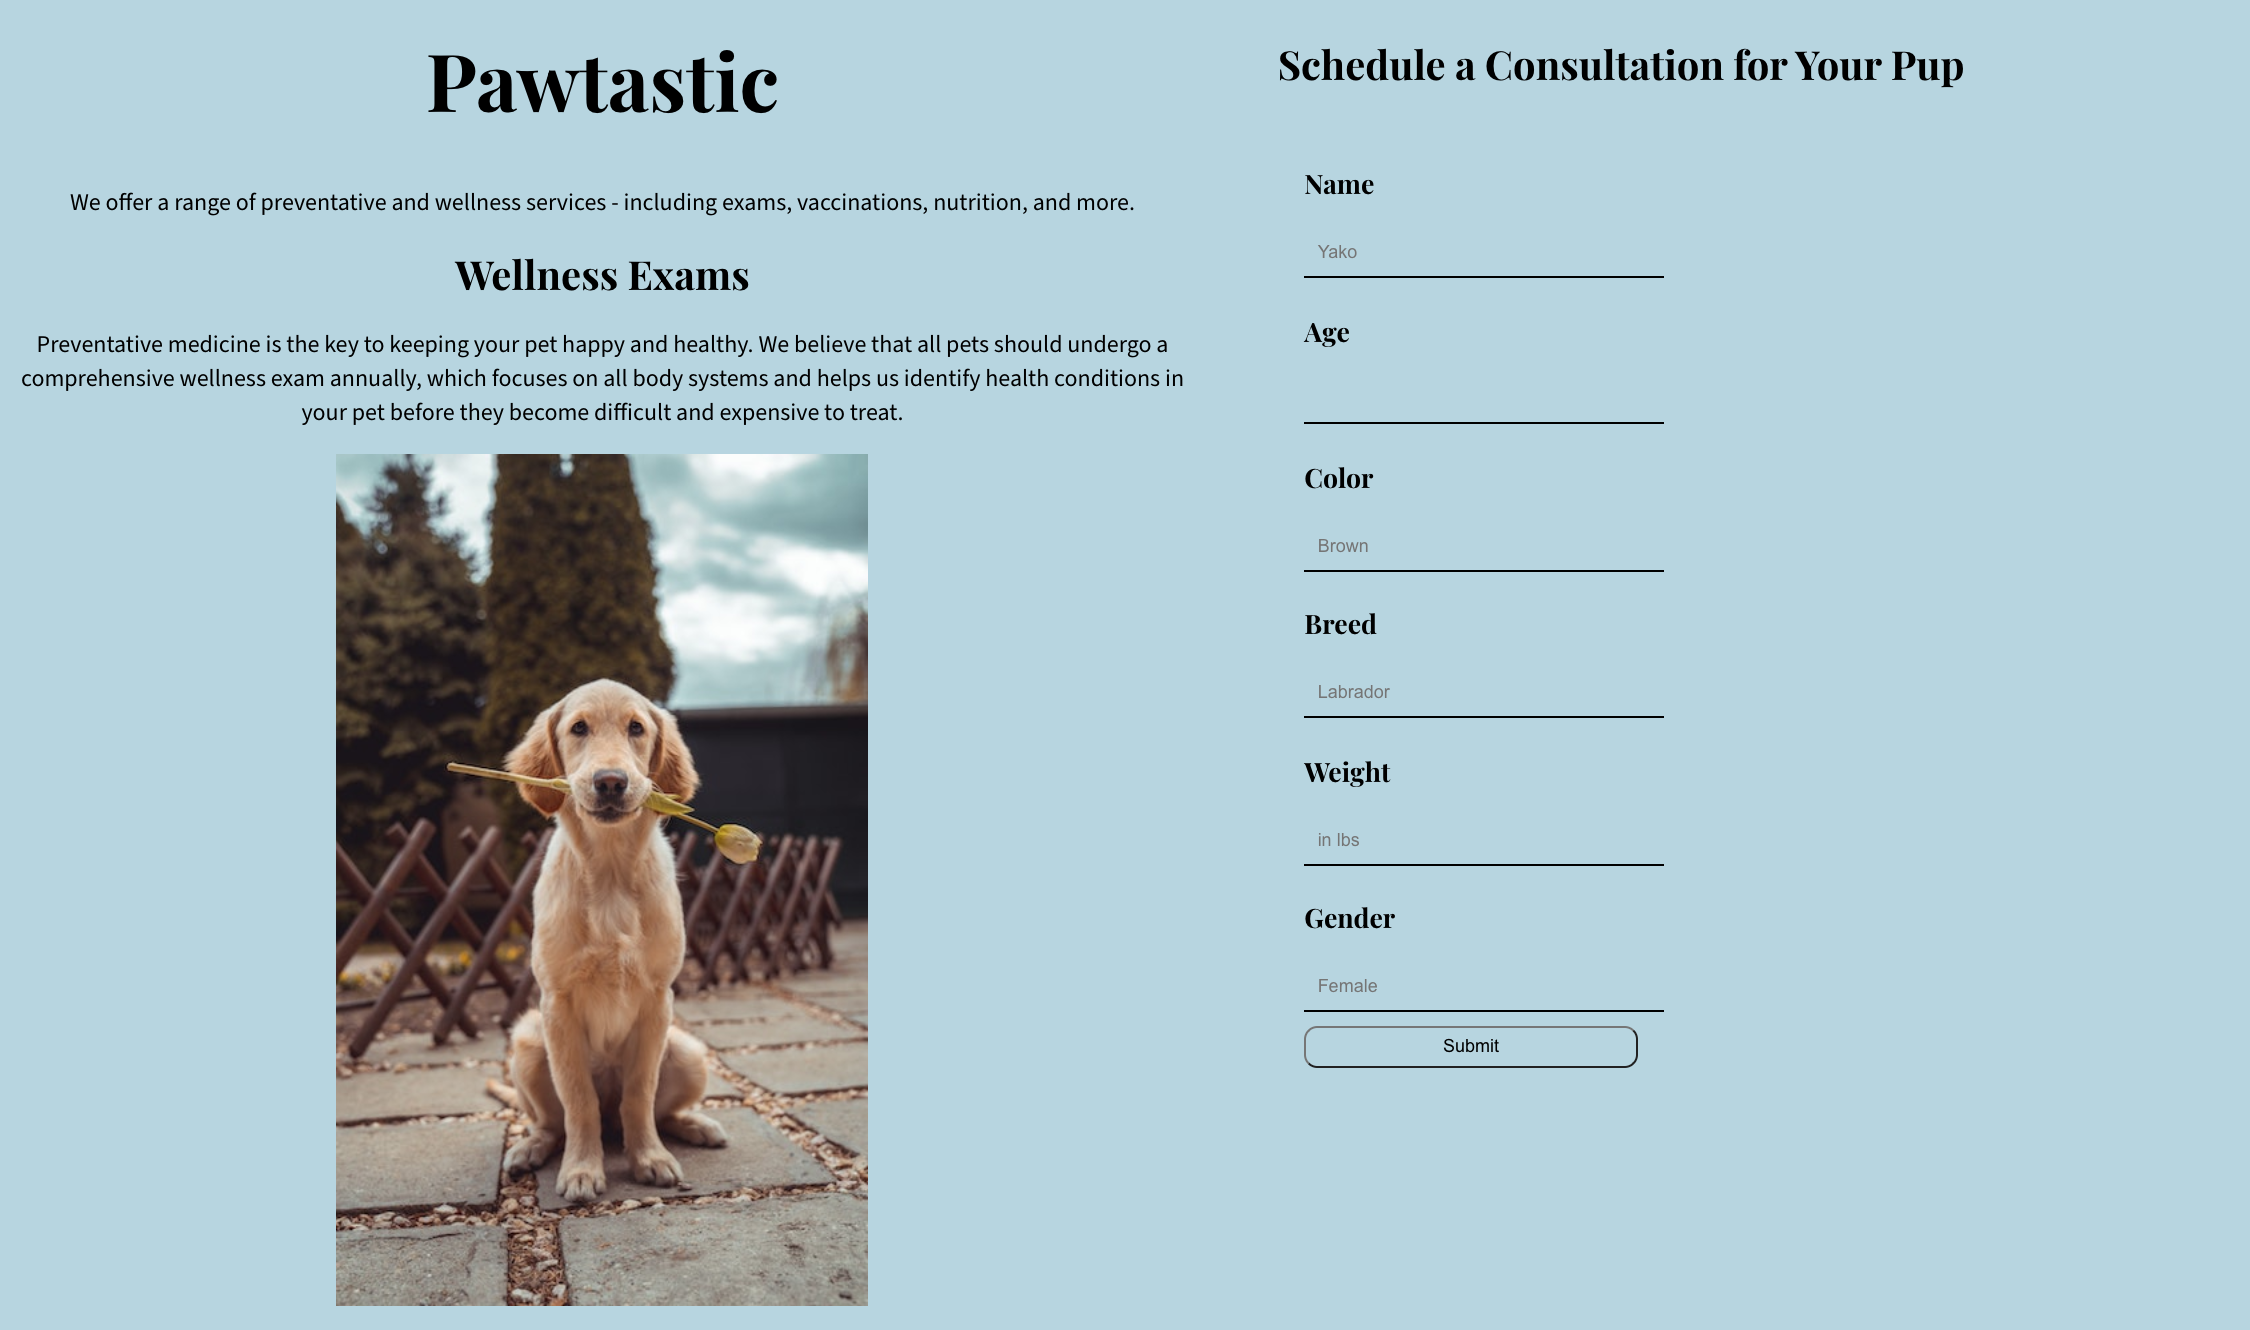 Pawtastic
We offer a range of preventative and wellness services - including exams, vaccinations, nutrition, and more.
Wellness Exams
Preventative medicine is the key to keeping your pet happy and healthy. We believe that all pets should undergo a
comprehensive wellness exam annually, which focuses on all body systems and helps us identify health conditions in
your pet before they become difficult and expensive to treat.
Schedule a Consultation for Your Pup
Name
Yako
Age
Color
Brown
Breed
Labrador
Weight
in lbs
Gender
Female
Submit